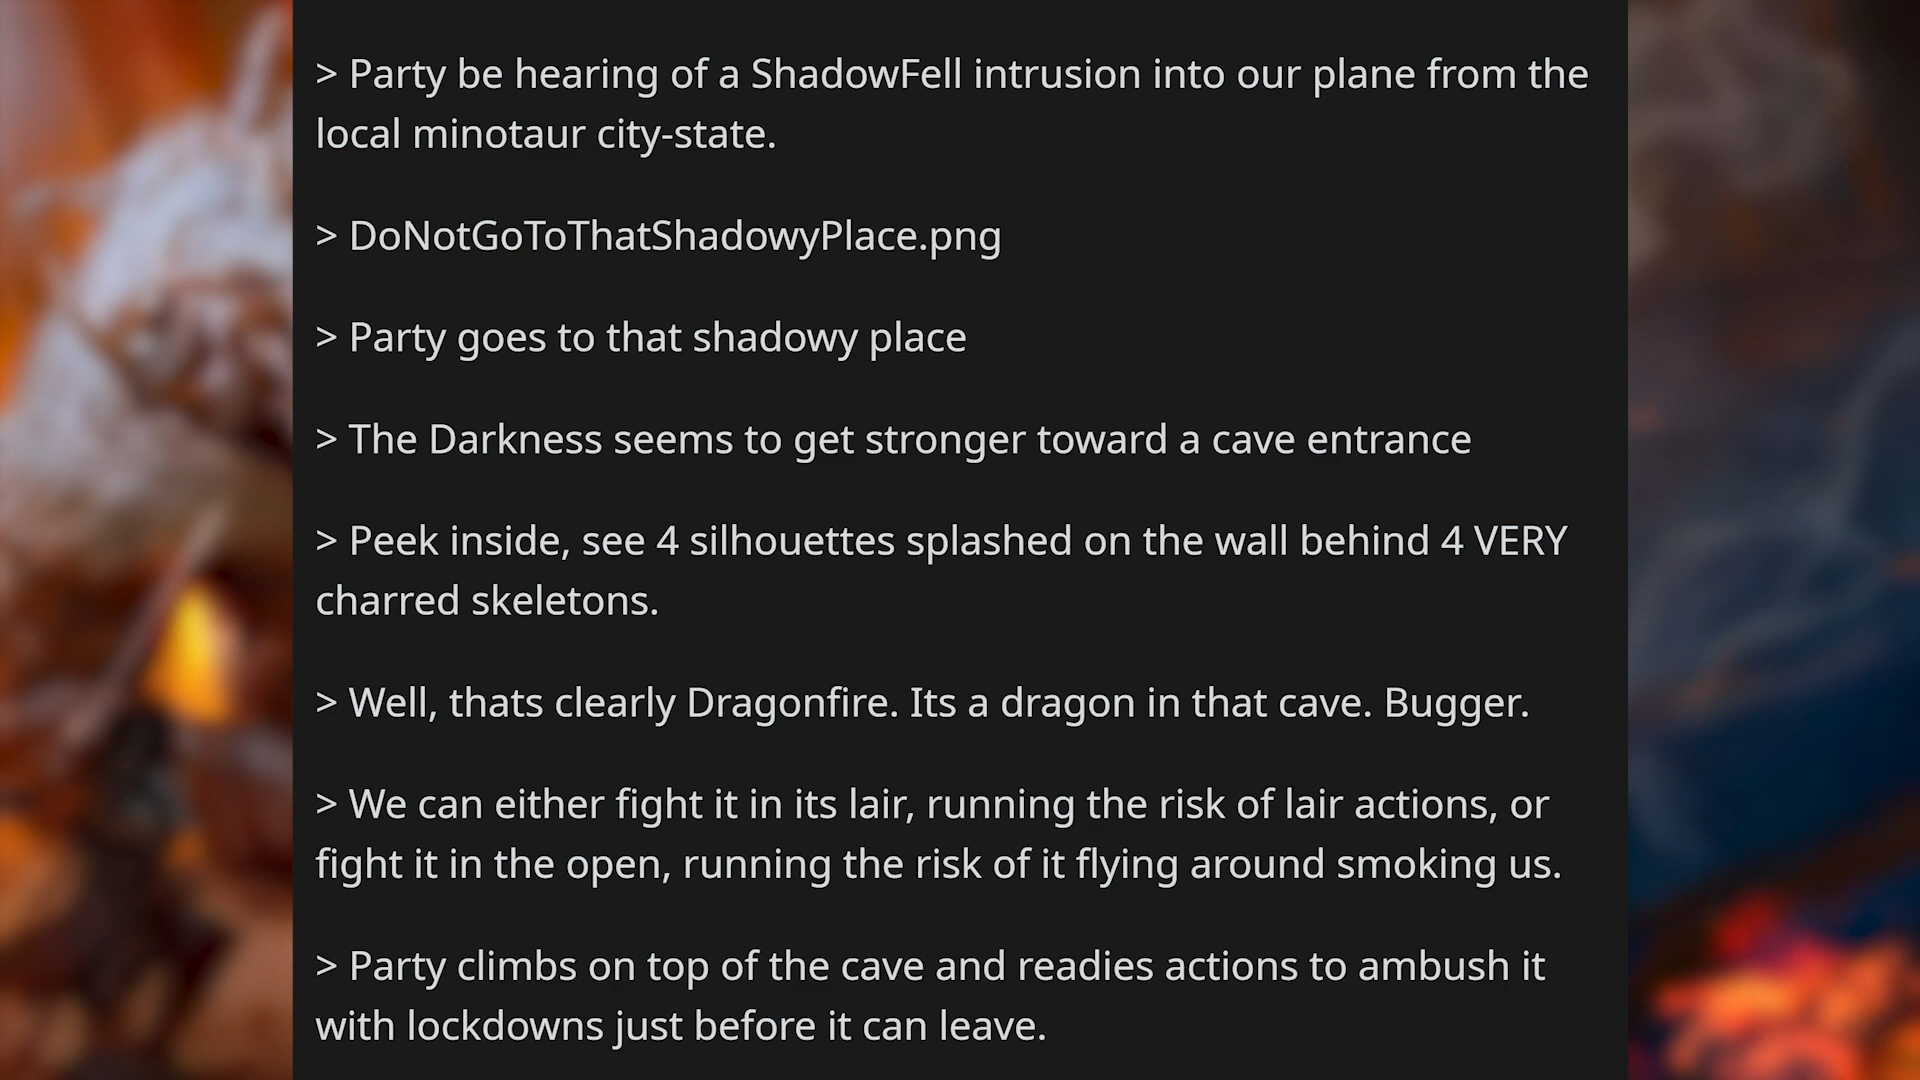 > Party be hearing of a ShadowFell intrusion into our plane from the
local minotaur city-state.
> DoNotGoToThatShadowyPlace.png
> Party goes to that shadowy place
> The Darkness seems to get stronger toward a cave entrance
> Peek inside, see 4 silhouettes splashed on the wall behind 4 VERY
charred skeletons.
> Well, thats clearly Dragonfire. Its a dragon in that cave. Bugger.
> We can either fight it in its lair, running the risk of lair actions, or
fight it in the open, running the risk of it flying around smoking us.
> Party climbs on top of the cave and readies actions to ambush it
with lockdowns just before it can leave.